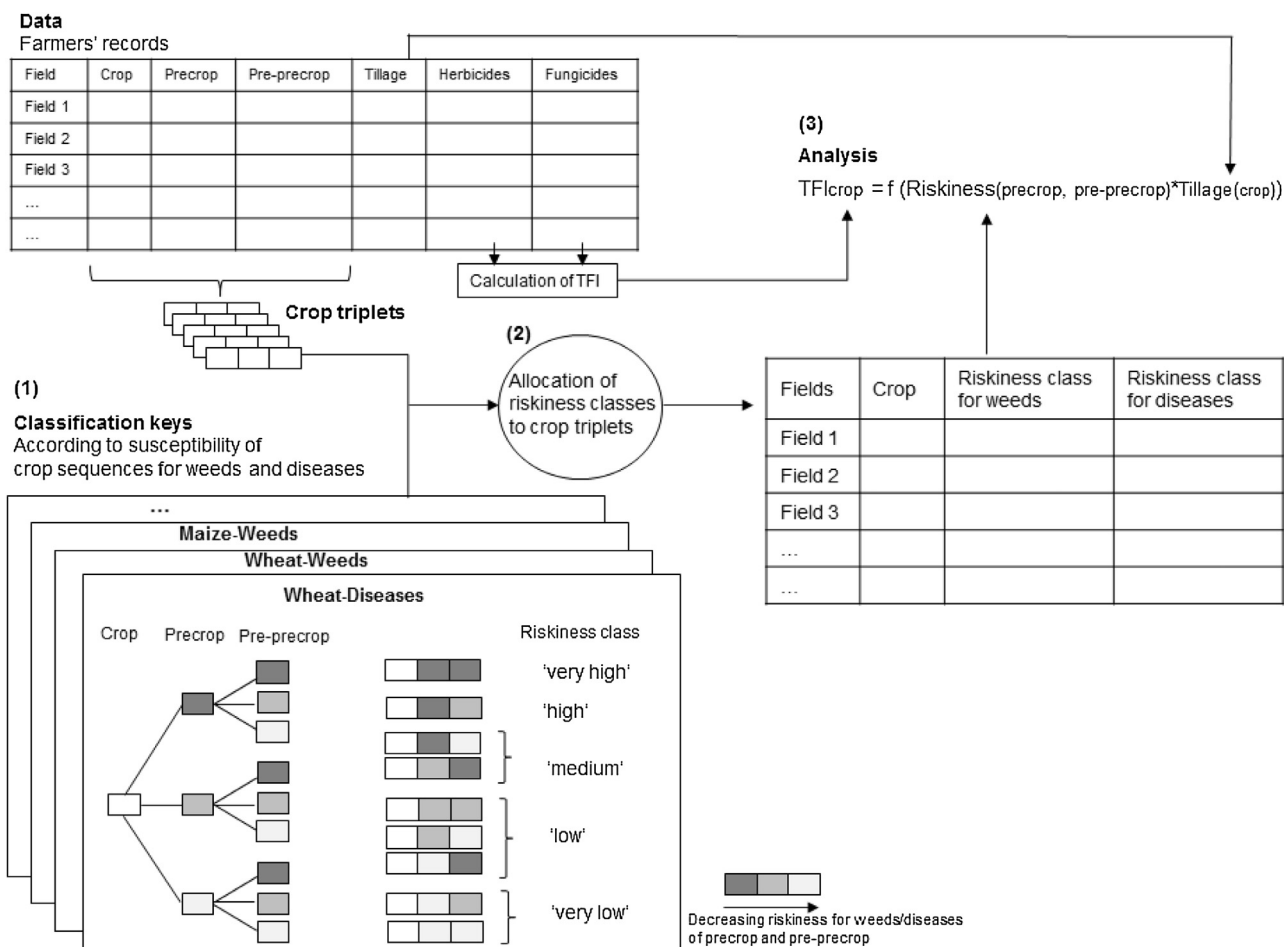 Data
Farmers' records
Field Crop Precrop Pre-precrop Tillage Herbicides Fungicides
Field 1
Field 2
Field 3
...
...
Calculation of TFI
Crop triplets
(3)
Analysis
TFIcrop = f (Riskiness(precrop, pre-precrop)*Tillage(crop))
(1)
Classification keys
According to susceptibility of
crop sequences for weeds and diseases
(2)
Allocation of
riskiness classes
to crop triplets
Fields Crop Riskiness class
for weeds
Riskiness class
for diseases
Field 1
Field 2
Field 3
...
...
...
Maize-Weeds
Wheat-Weeds
Wheat-Diseases
Crop Precrop Pre-precrop Riskiness class
'very high'
'high'
'medium'
'low'
'very low'
Decreasing riskiness for weeds/diseases
of precrop and pre-precrop